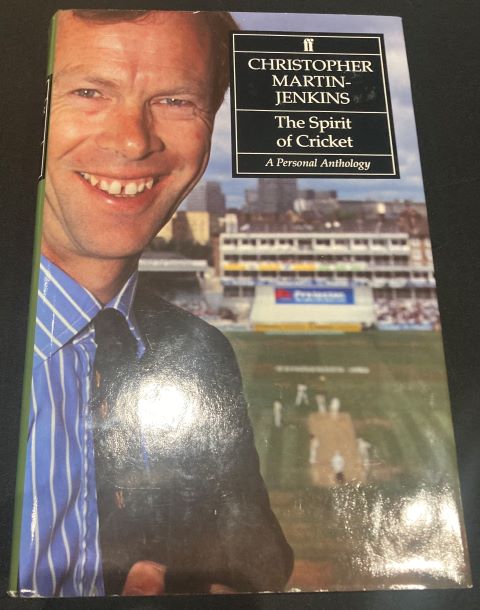 ff
CHRISTOPHER
MARTIN-
JENKINS
The Spirit
of Cricket
A Personal Anthology